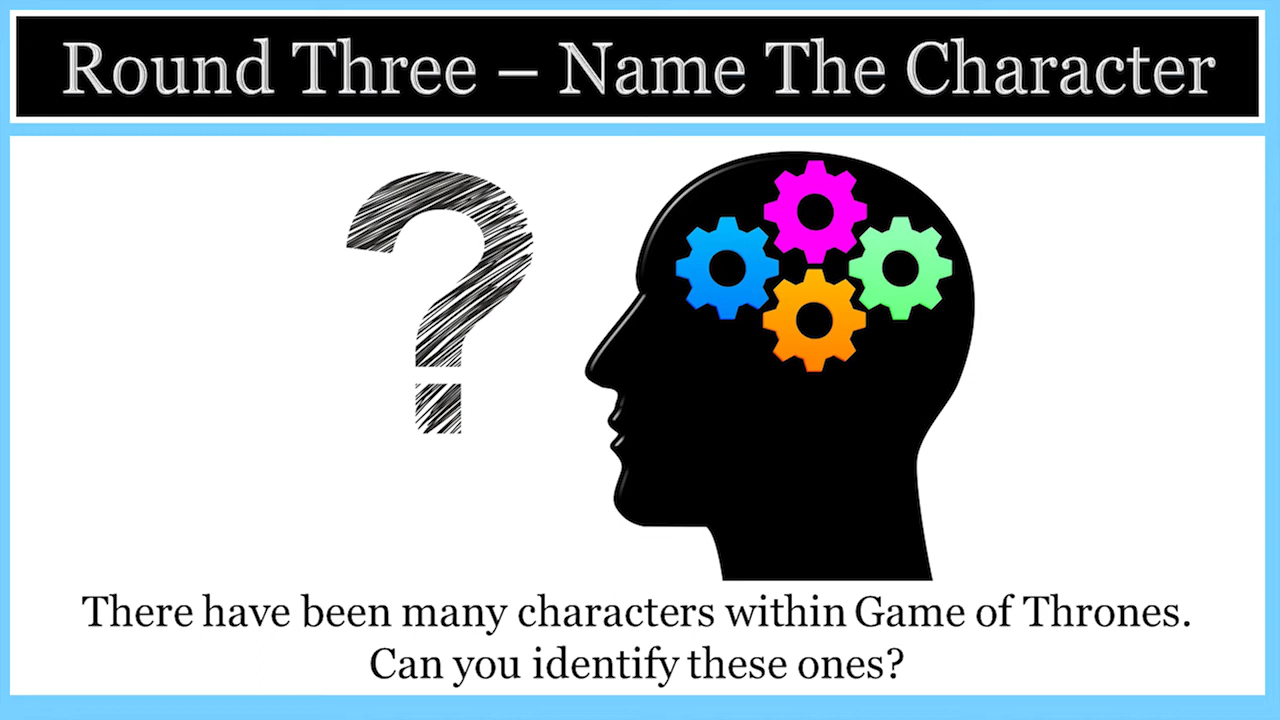 Round Three – Name The Character
?
There have been many characters within Game of Thrones.
Can you identify these ones?